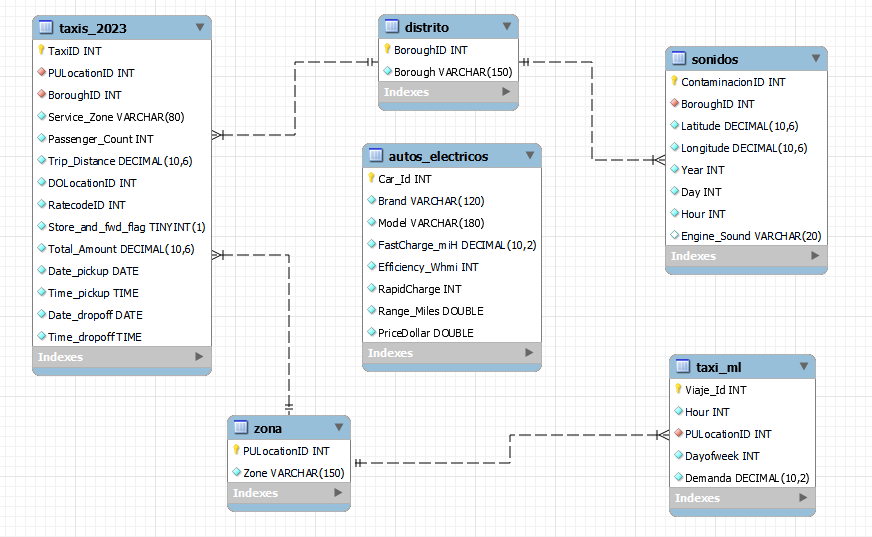 taxis_2023
TaxiID INT
PULocationID INT
BoroughID INT
Service_Zone VARCHAR(80)
Passenger_Count INT
Trip_Distance DECIMAL(10,6)
DOLocationID INT
RatecodeID INT
Store_and_fwd_flag TINYINT(1)
Total_Amount DECIMAL(10,6)
Date_pickup DATE
Time_pickup TIME
Date_dropoff DATE
Time_dropoff TIME
Indexes
distrito
BoroughID INT
Borough VARCHAR(150)
Indexes
sonidos
ContaminacionID INT
BoroughID INT
Latitude DECIMAL(10,6)
Longitude DECIMAL(10,6)
Year INT
Day INT
Hour INT
Engine_Sound VARCHAR(20)
Indexes
autos_electricos
Car_Id INT
Brand VARCHAR(120)
Model VARCHAR(180)
FastCharge_miH DECIMAL(10,2)
Efficiency_Whmi INT
RapidCharge INT
Range_Miles DOUBLE
PriceDollar DOUBLE
Indexes
zona
PULocationID INT
Zone VARCHAR(150)
Indexes
taxi_ml
Viaje_Id INT
Hour INT
PULocationID INT
Dayofweek INT
Demanda DECIMAL(10,2)
Indexes